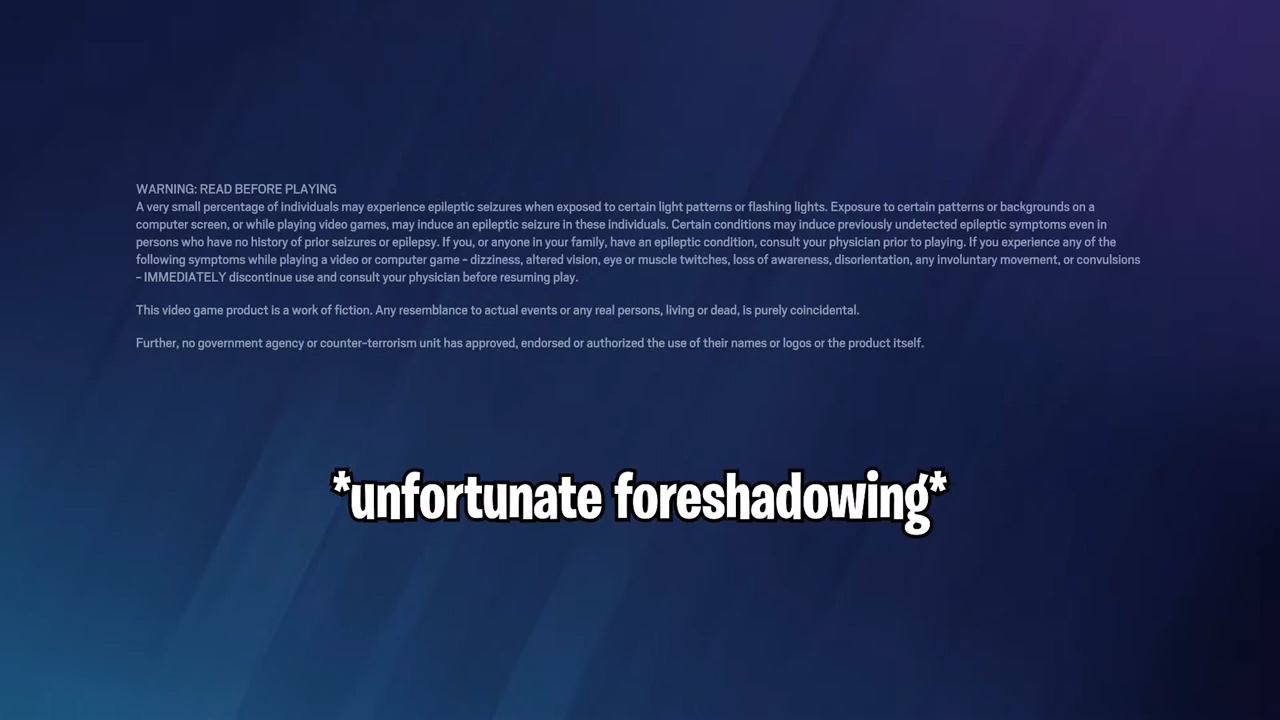 WARNING: READ BEFORE PLAYING
A very small percentage of individuals may experience epileptic seizures when exposed to certain light patterns or flashing lights. Exposure to certain patterns or backgrounds on a
computer screen, or while playing video games, may induce an epileptic seizure in these individuals. Certain conditions may induce previously undetected epileptic symptoms even in
persons who have no history of prior seizures or epilepsy. If you, or anyone in your family, have an epileptic condition, consult your physician prior to playing. If you experience any of the
following symptoms while playing a video or computer game - dizziness, altered vision, eye or muscle twitches, loss of awareness, disorientation, any involuntary movement, or convulsions
- IMMEDIATELY discontinue use and consult your physician before resuming play.
This video game product is a work of fiction. Any resemblance to actual events or any real persons, living or dead, is purely coincidental.
Further, no government agency or counter-terrorism unit has approved, endorsed or authorized the use of their names or logos or the product itself.
*unfortunate foreshadowing*